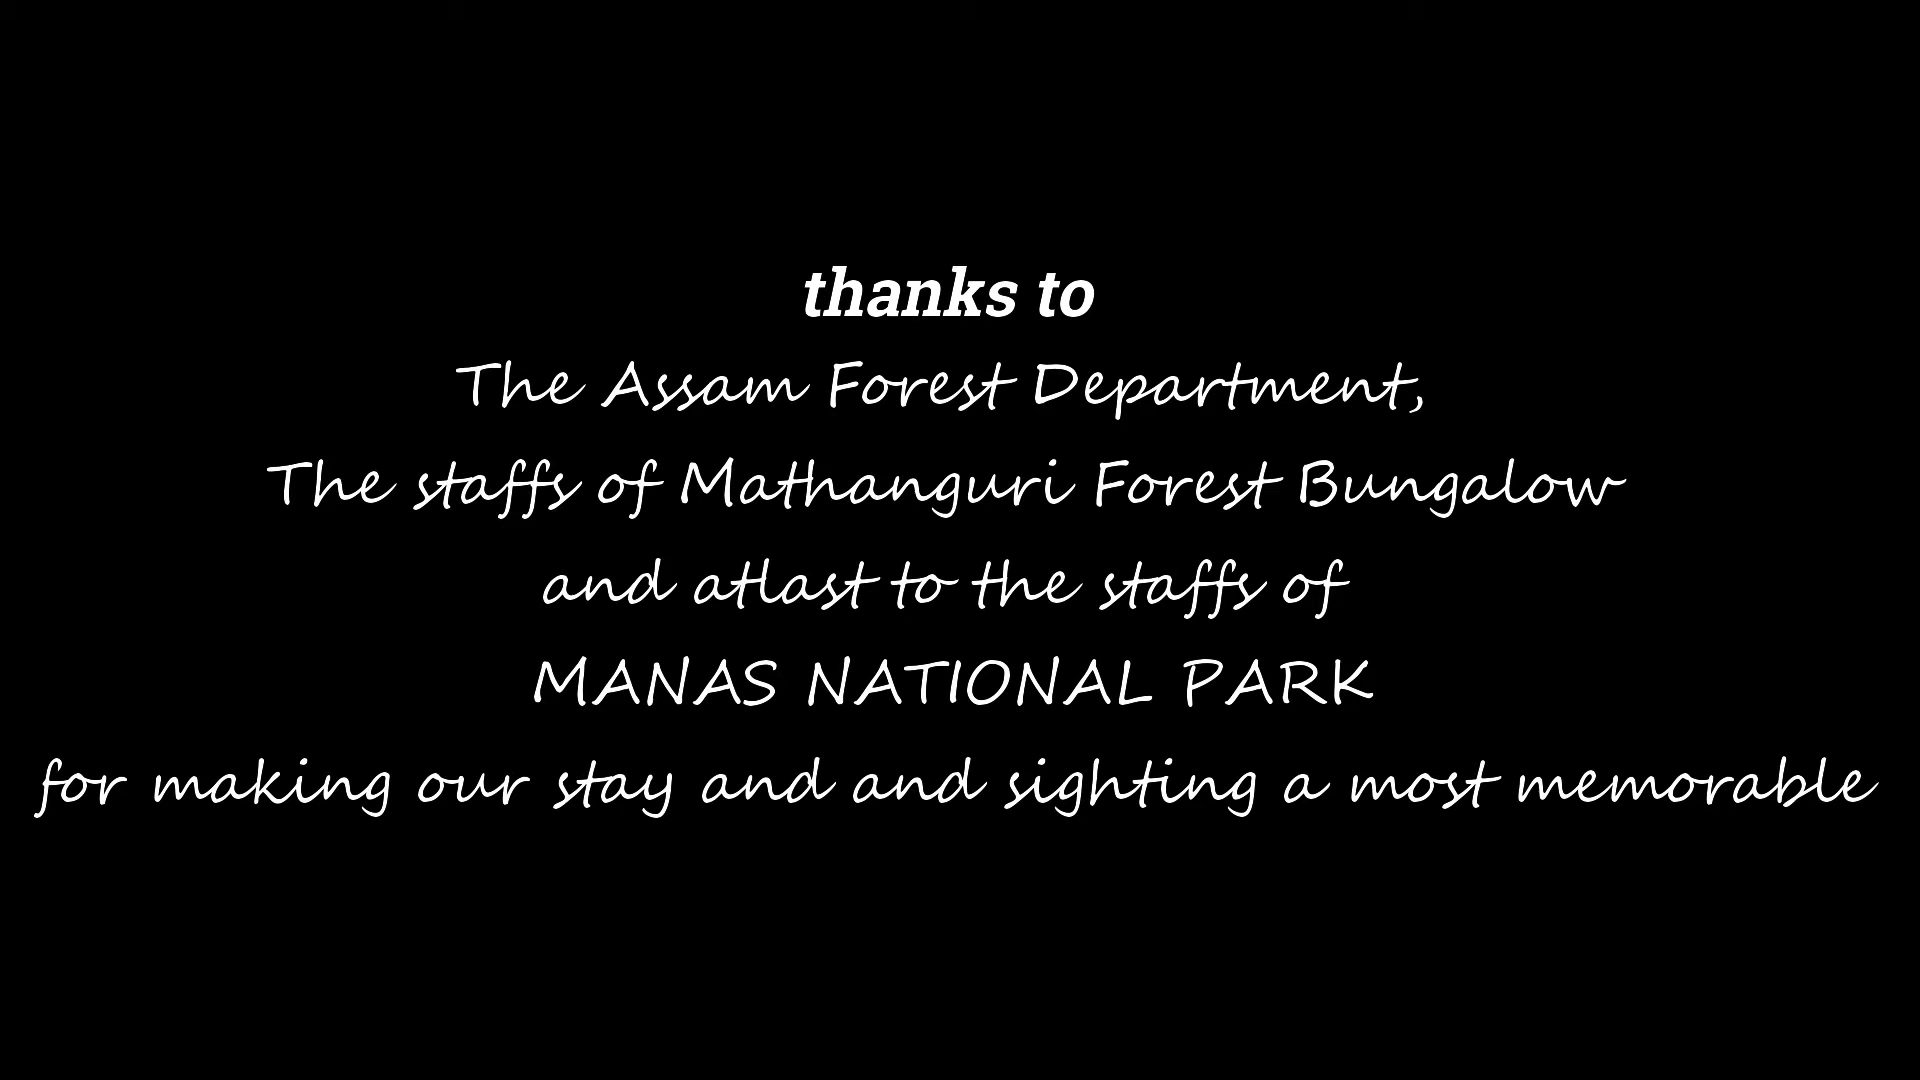 thanks to
The Assam Forest Department,
The staffs of Mathanguri Forest Bungalow
and atlast to the staffs of
MANAS NATIONAL PARK
for making our stay and and sighting a most memorable